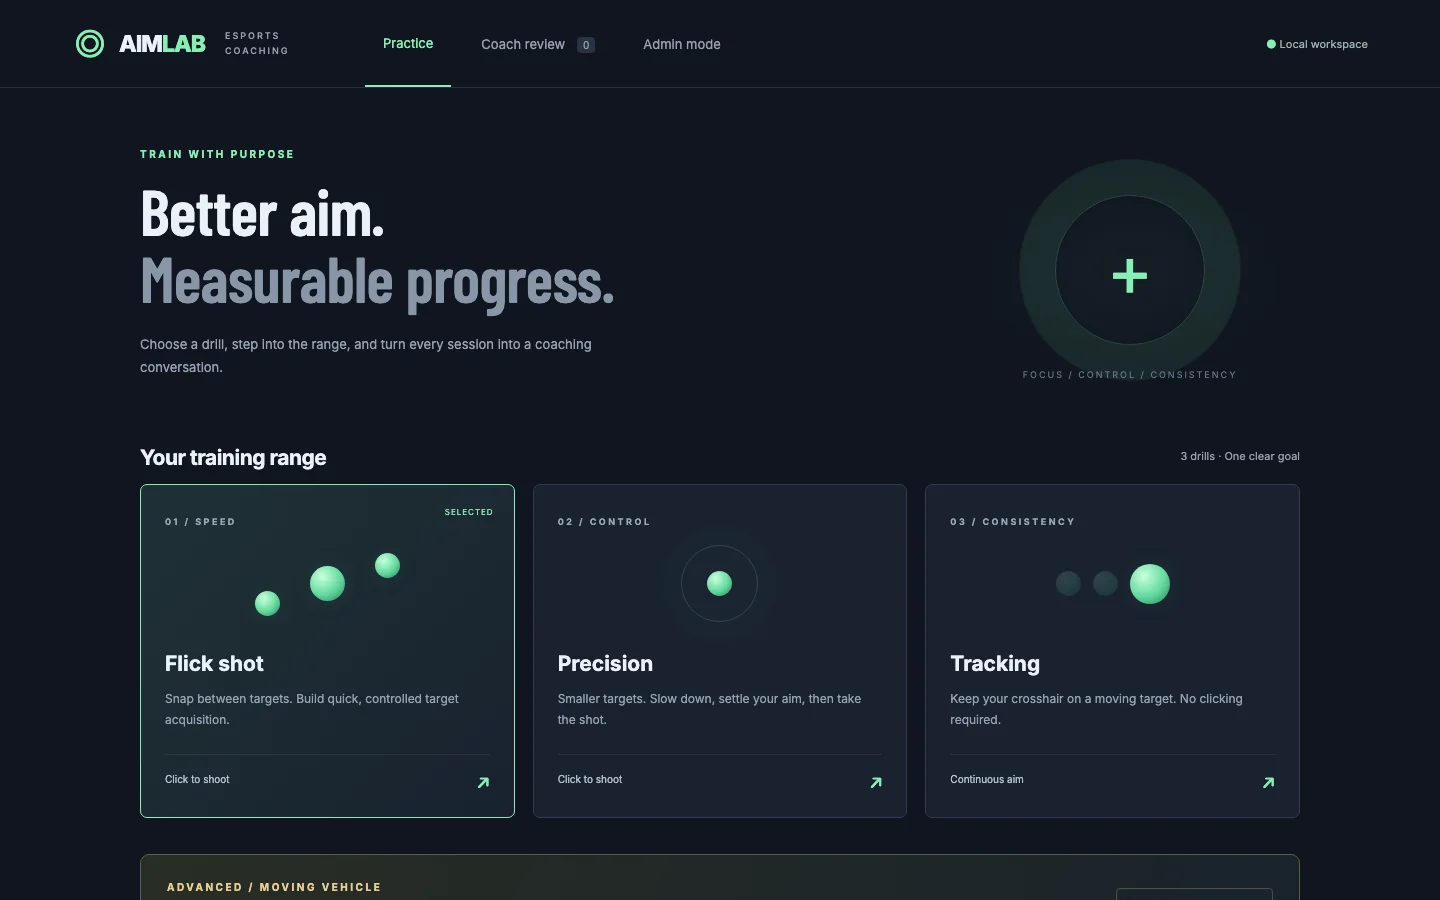 AIMLAB
ESPORTS
COACHING
Practice
Coach review 0
Admin mode
Local workspace
TRAIN WITH PURPOSE
Better aim.
Measurable progress.
Choose a drill, step into the range, and turn every session into a coaching
conversation.
FOCUS / CONTROL / CONSISTENCY
Your training range
3 drills · One clear goal
01 / SPEED
SELECTED
Flick shot
Snap between targets. Build quick, controlled target
acquisition.
Click to shoot
02 / CONTROL
Precision
Smaller targets. Slow down, settle your aim, then take
the shot.
Click to shoot
03 / CONSISTENCY
Tracking
Keep your crosshair on a moving target. No clicking
required.
Continuous aim
ADVANCED / MOVING VEHICLE